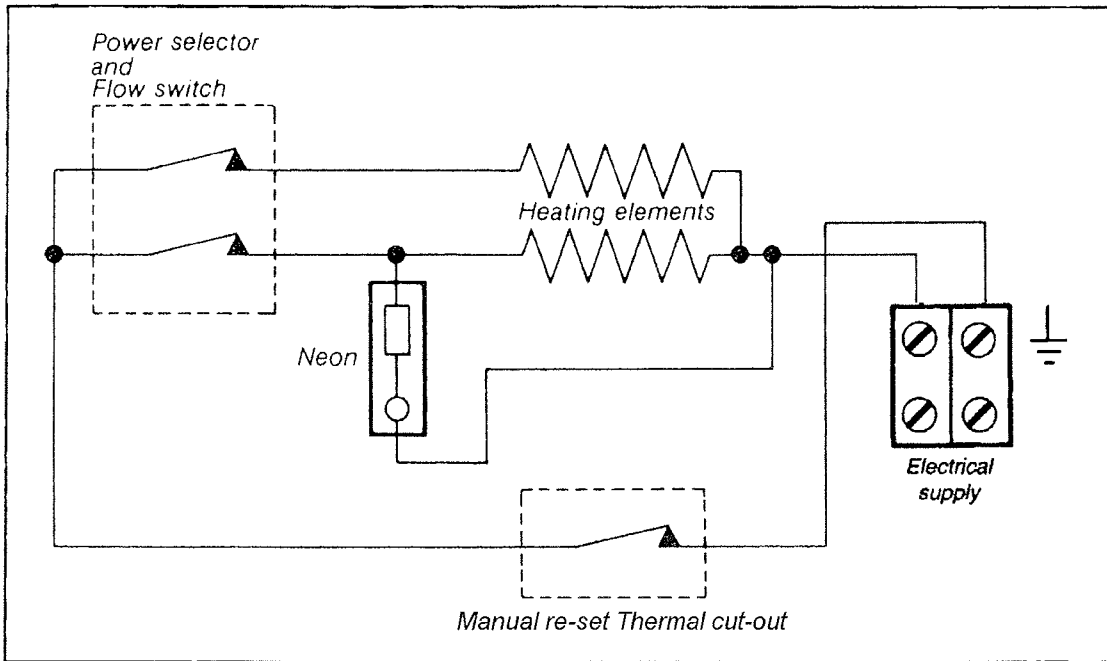 Power selector
and
Flow switch
Heating elements
Neon
Electrical
supply
Manual re-set Thermal cut-out